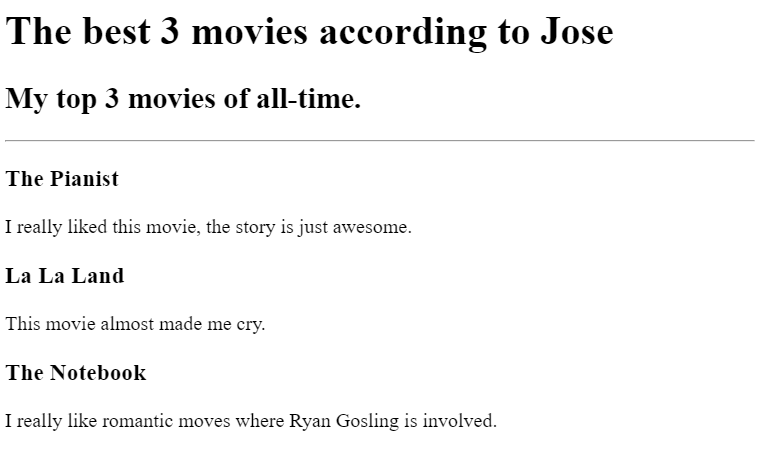 The best 3 movies according to Jose
My top 3 movies of all-time.
The Pianist
I really liked this movie, the story is just awesome.
La La Land
This movie almost made me cry.
The Notebook
I really like romantic moves where Ryan Gosling is involved.